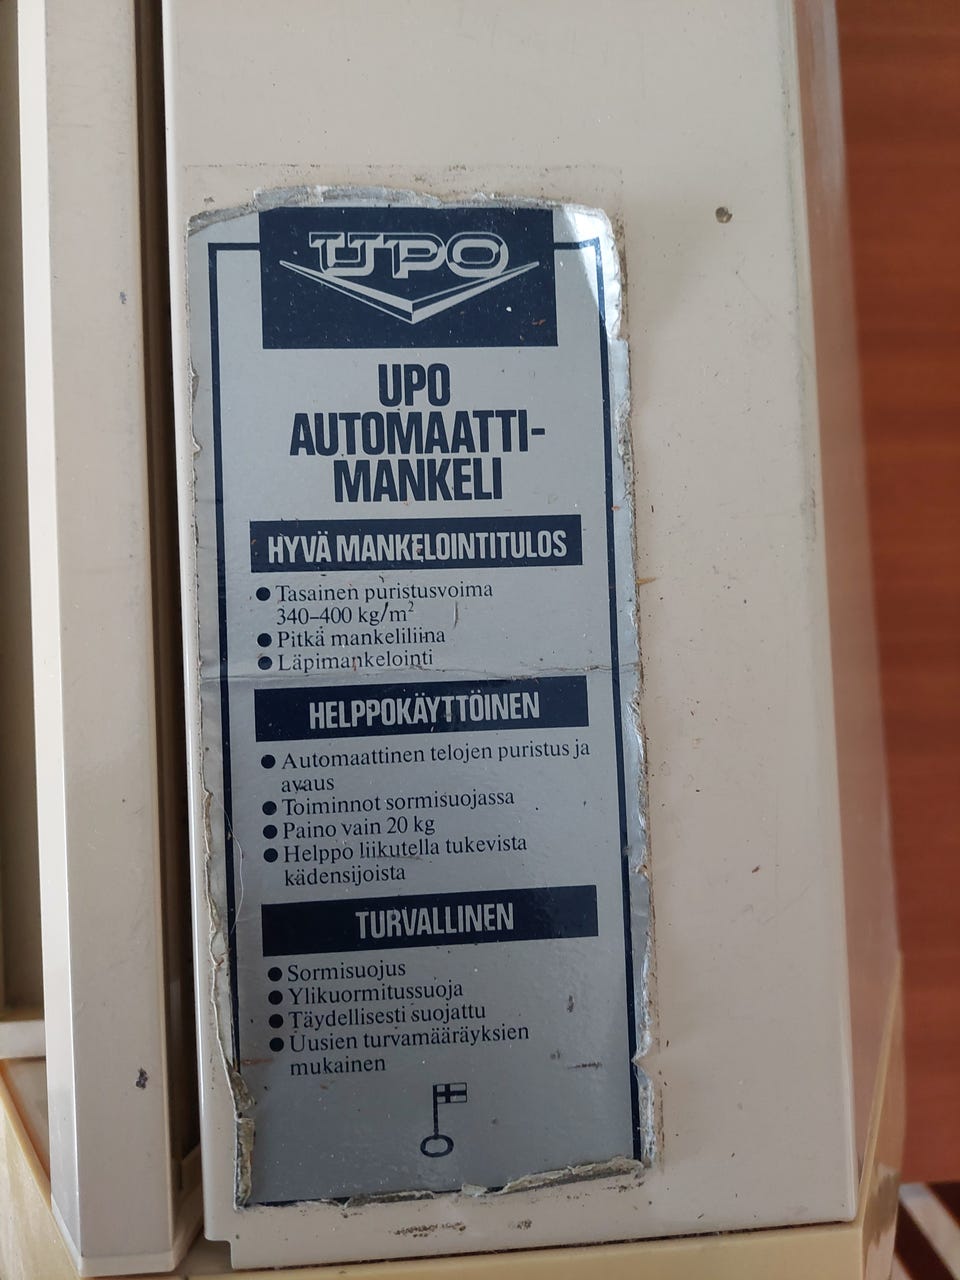 UPO
UPO
AUTOMAATTI-
MANKELI
HYVÄ MANKELOINTITULOS
● Tasainen puristusvoima
340–400 kg/m²
● Pitkä mankeliliina
● Läpimankelointi
HELPPOKÄYTTÖINEN
● Automaattinen telojen puristus ja
avaus
● Toiminnot sormisuojassa
● Paino vain 20 kg
● Helppo liikutella tukevista
kädensijoista
TURVALLINEN
● Sormisuojus
● Ylikuormitussuoja
● Täydellisesti suojattu
● Uusien turvamääräyksien
mukainen